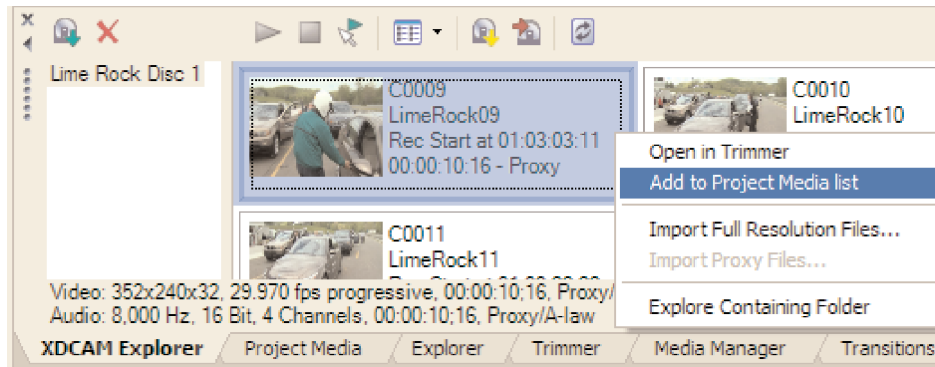 Lime Rock Disc 1
C0009
LimeRock09
Rec Start at 01:03:03:11
00:00:10:16 - Proxy
C0010
LimeRock10
Open in Trimmer
Add to Project Media list
Import Full Resolution Files...
Import Proxy Files...
Explore Containing Folder
C0011
LimeRock11
Video: 352x240x32, 29.970 fps progressive, 00:00:10;16, Proxy/
Audio: 8,000 Hz, 16 Bit, 4 Channels, 00:00:10;16, Proxy/A-law
XDCAM Explorer
Project Media
Explorer
Trimmer
Media Manager
Transitions